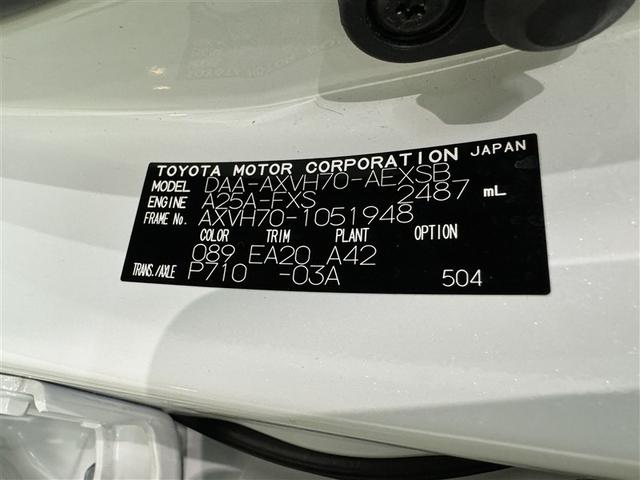 TOYOTA MOTOR CORPORATION JAPAN
MODEL DAA-AXVH70-AEXSB
ENGINE A25A-FXS 2487 mL
FRAME No. AXVH70-1051948
COLOR TRIM PLANT OPTION
089 EA20 A42
TRANS./AXLE P710 -03A 504